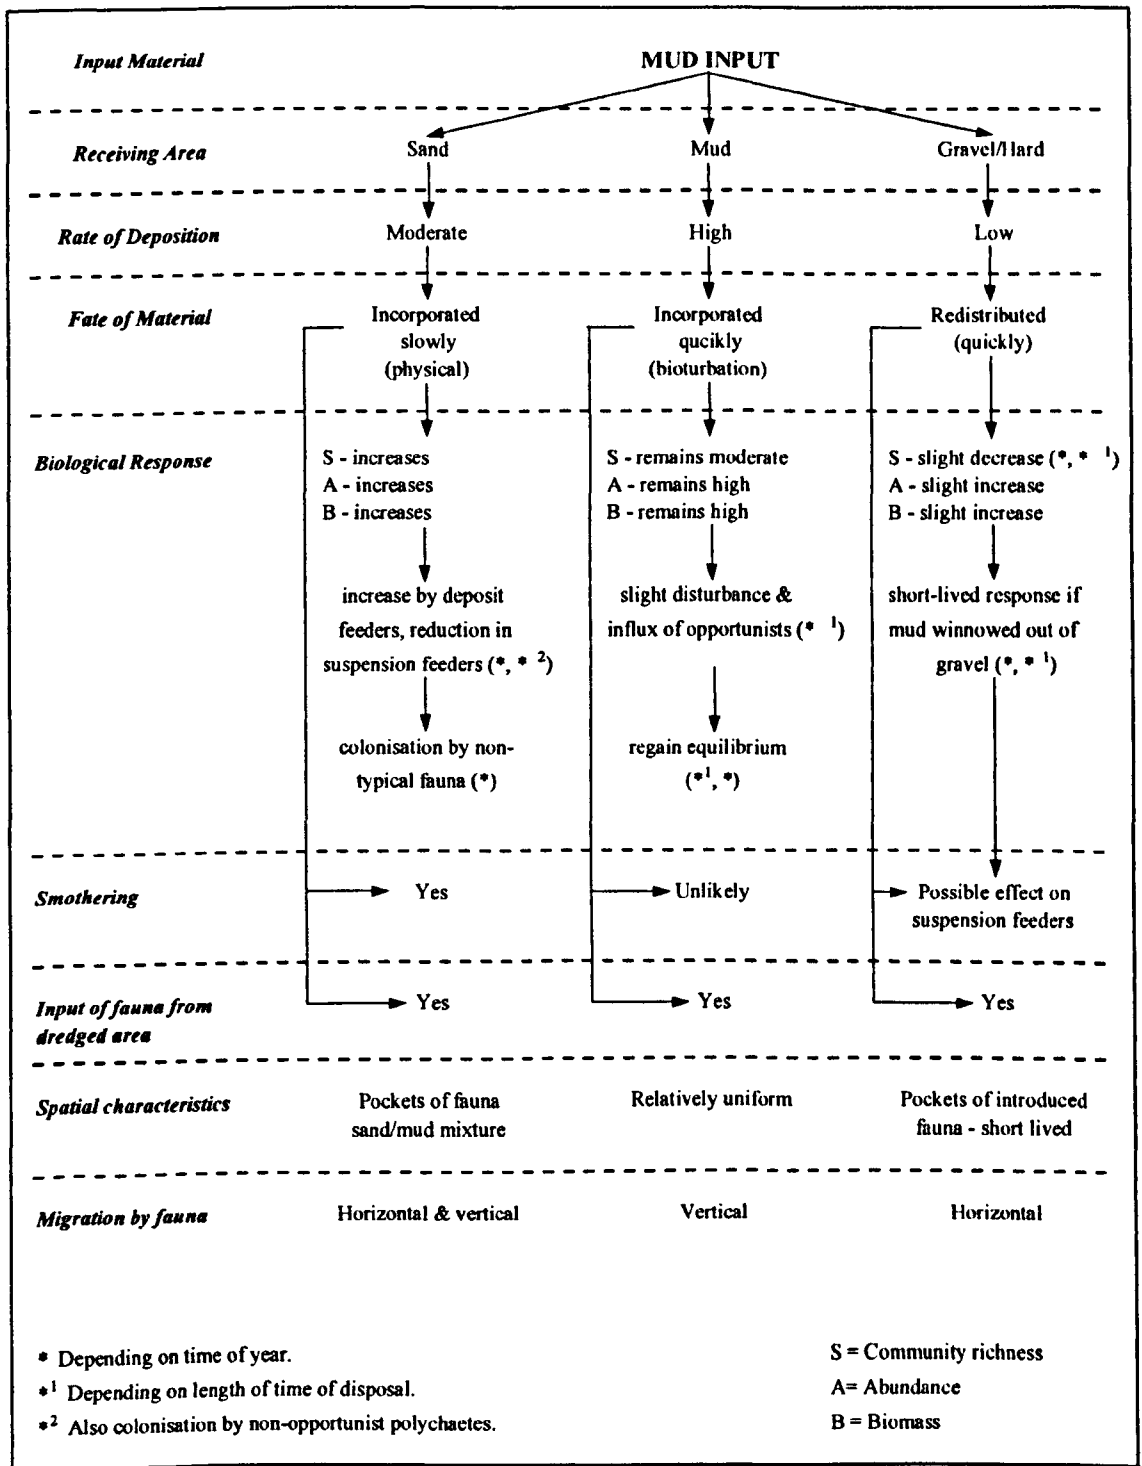 Input Material
MUD INPUT
Receiving Area
Sand
Mud
Gravel/Hard
Rate of Deposition
Moderate
High
Low
Fate of Material
Incorporated
slowly
(physical)
Incorporated
qucikly
(bioturbation)
Redistributed
(quickly)
Biological Response
S - increases
A - increases
B - increases
S - remains moderate
A - remains high
B - remains high
S - slight decrease (*, * 1)
A - slight increase
B - slight increase
increase by deposit
feeders, reduction in
suspension feeders (*, * 2)
slight disturbance &
influx of opportunists (* 1)
short-lived response if
mud winnowed out of
gravel (*, * 1)
colonisation by non-
typical fauna (*)
regain equilibrium
(*1, *)
Smothering
Yes
Unlikely
Possible effect on
suspension feeders
Input of fauna from
dredged area
Yes
Yes
Yes
Spatial characteristics
Pockets of fauna
sand/mud mixture
Relatively uniform
Pockets of introduced
fauna - short lived
Migration by fauna
Horizontal & vertical
Vertical
Horizontal
* Depending on time of year.
*1 Depending on length of time of disposal.
*2 Also colonisation by non-opportunist polychaetes.
S = Community richness
A= Abundance
B = Biomass